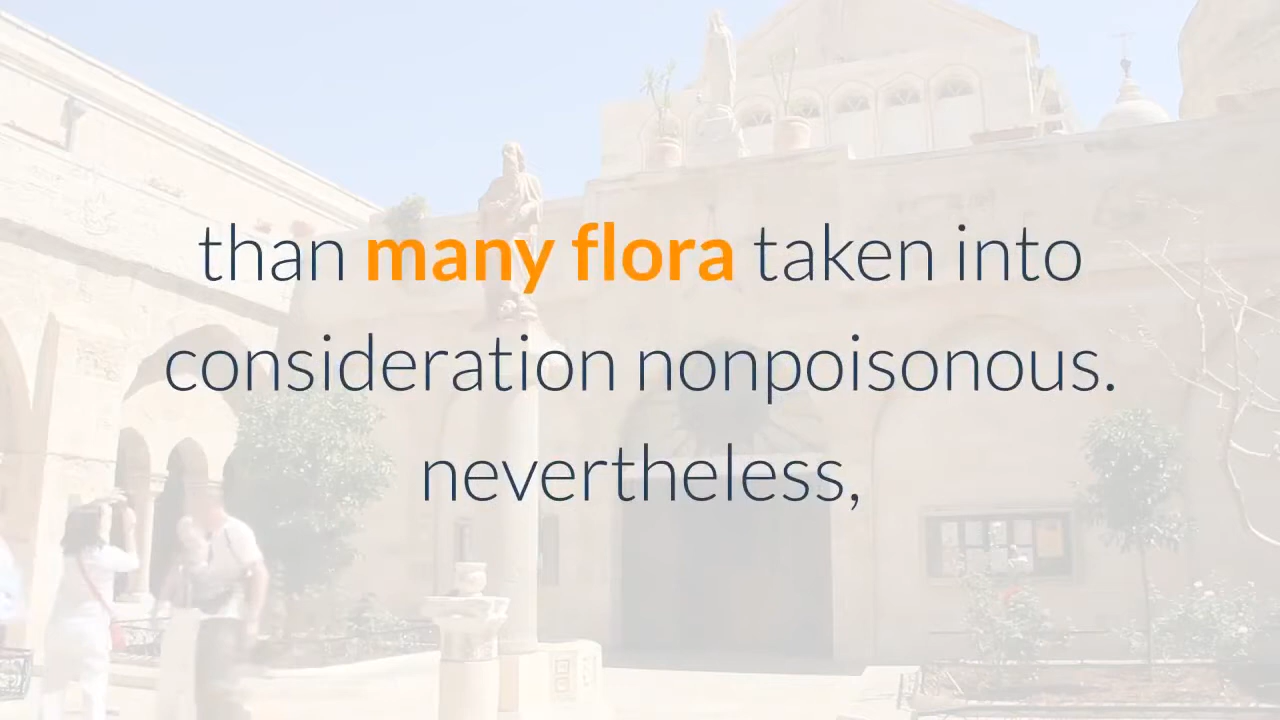 than many flora taken into
consideration nonpoisonous.
nevertheless,